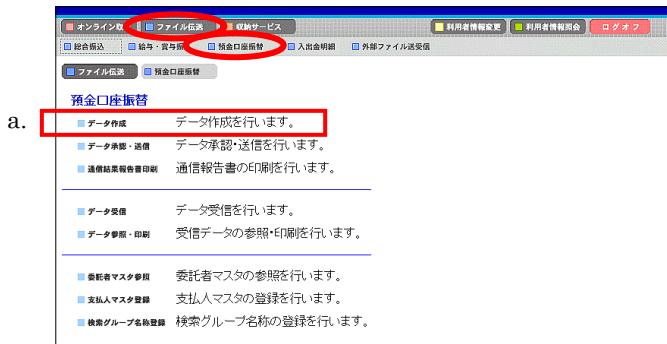 オンライン取 ファイル伝送 収納サービス 利用者情報変更 利用者情報照会 ログオフ
総合振込 給与・賞与振 預金口座振替 入出金明細 外部ファイル送受信
ファイル伝送 預金口座振替
預金口座振替
a.
データ作成 データ作成を行います。
データ承認・送信 データ承認・送信を行います。
通信結果報告書印刷 通信報告書の印刷を行います。
データ受信 データ受信を行います。
データ参照・印刷 受信データの参照・印刷を行います。
委託者マスタ参照 委託者マスタの参照を行います。
支払人マスタ登録 支払人マスタの登録を行います。
検索グループ名称登録 検索グループ名称の登録を行います。